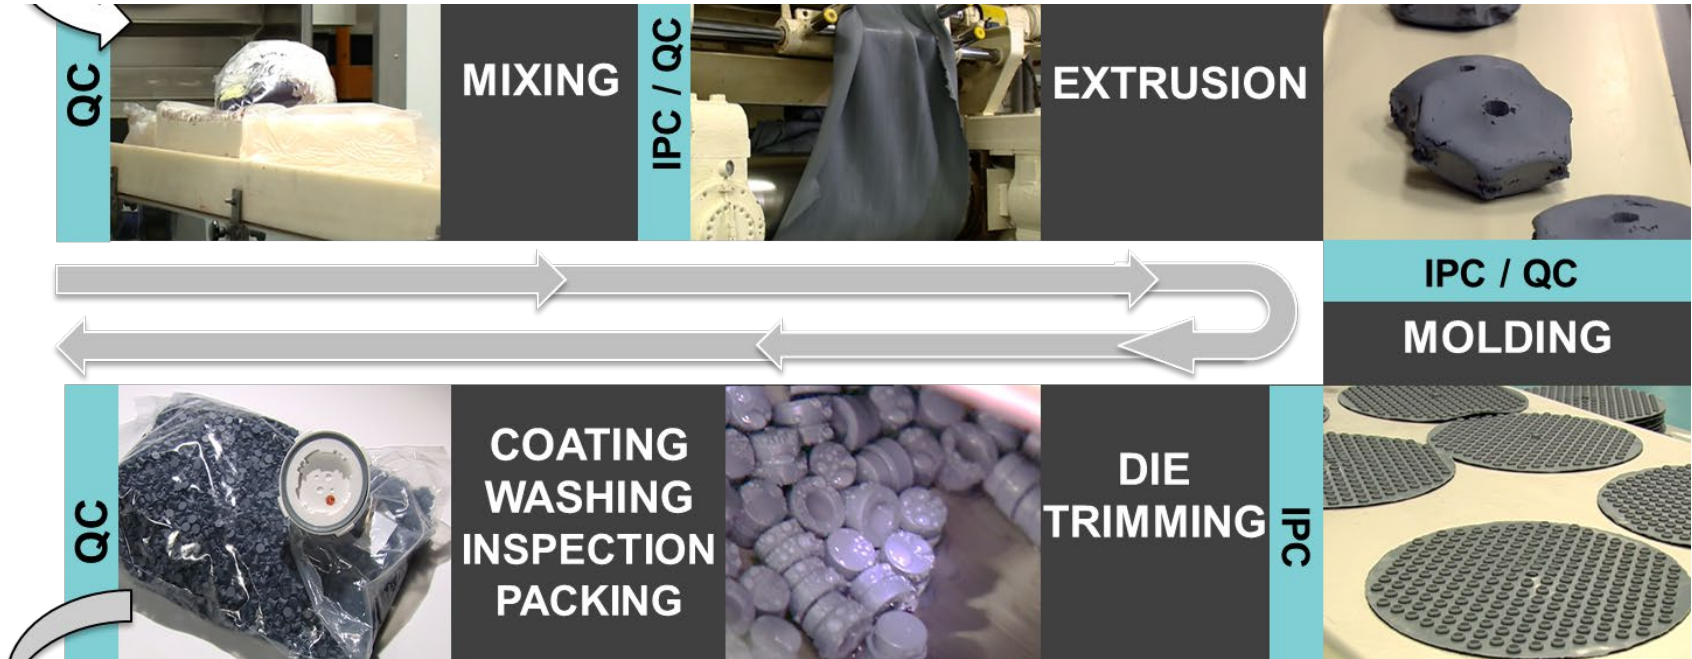 QC
MIXING
IPC / QC
EXTRUSION
IPC / QC
MOLDING
IPC
DIE
TRIMMING
COATING
WASHING
INSPECTION
PACKING
QC